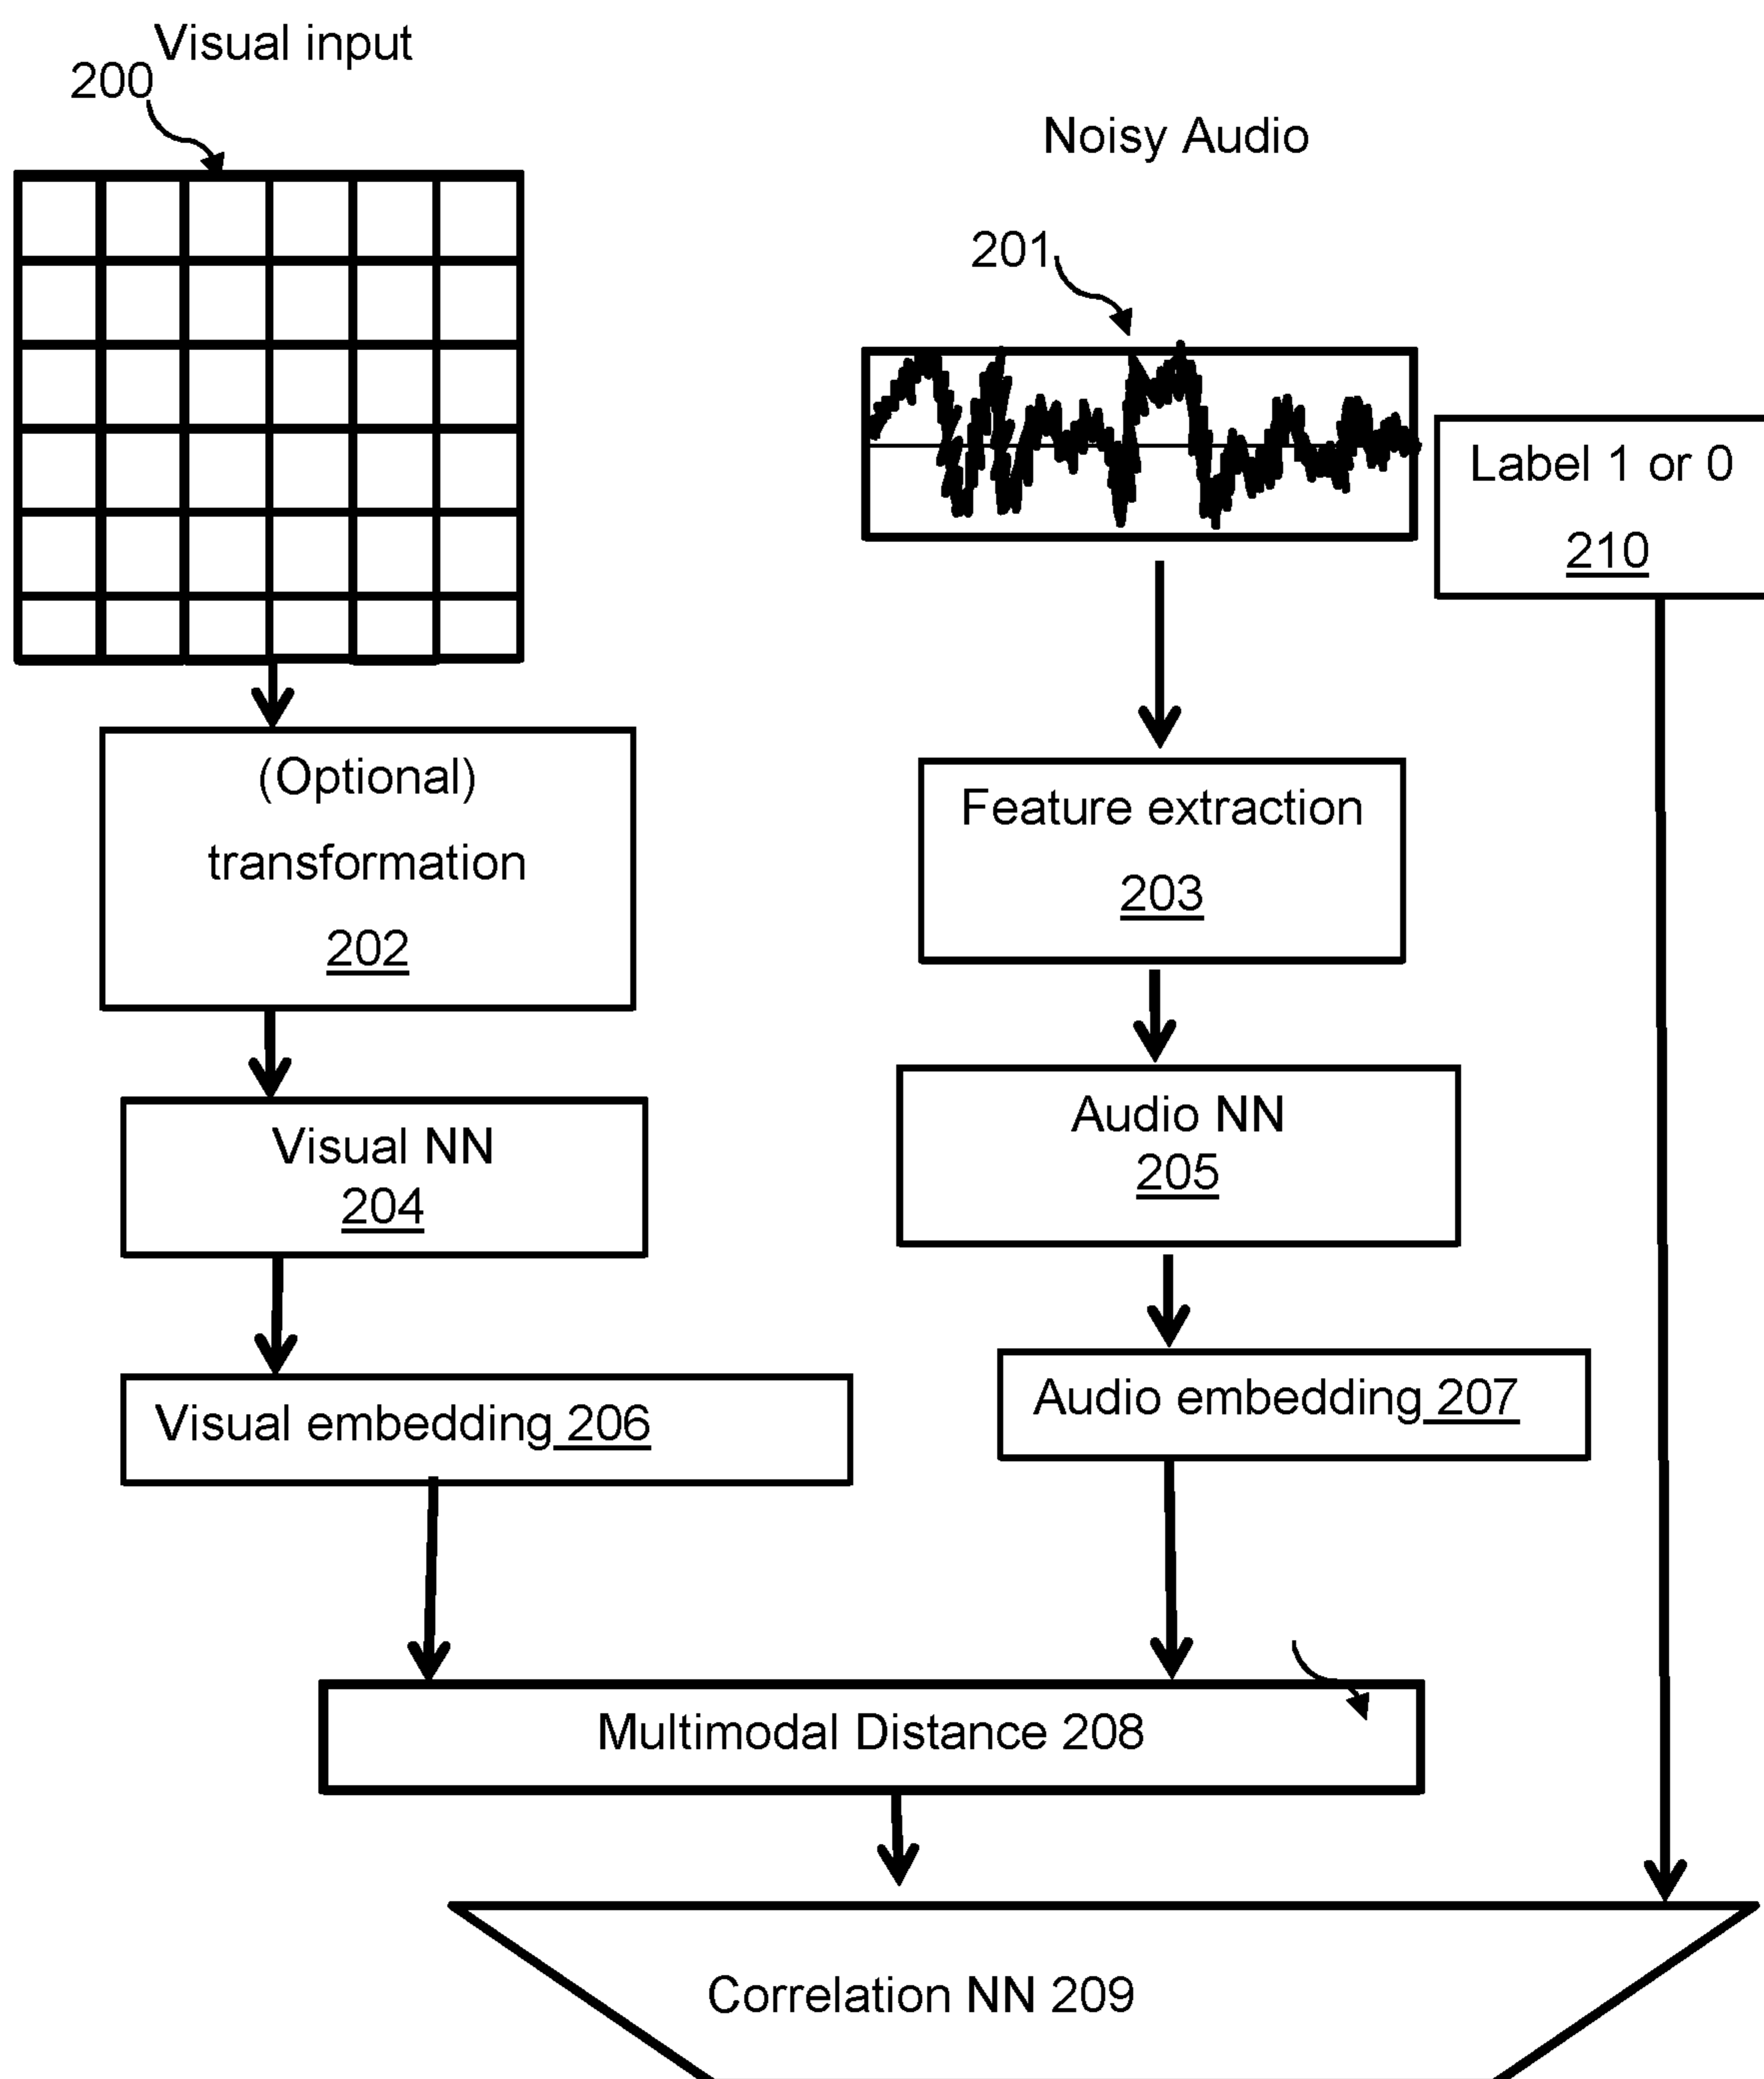 Visual input
200
Noisy Audio
201
Label 1 or 0
210
(Optional)
transformation
202
Feature extraction
203
Visual NN
204
Audio NN
205
Visual embedding 206
Audio embedding 207
Multimodal Distance 208
Correlation NN 209